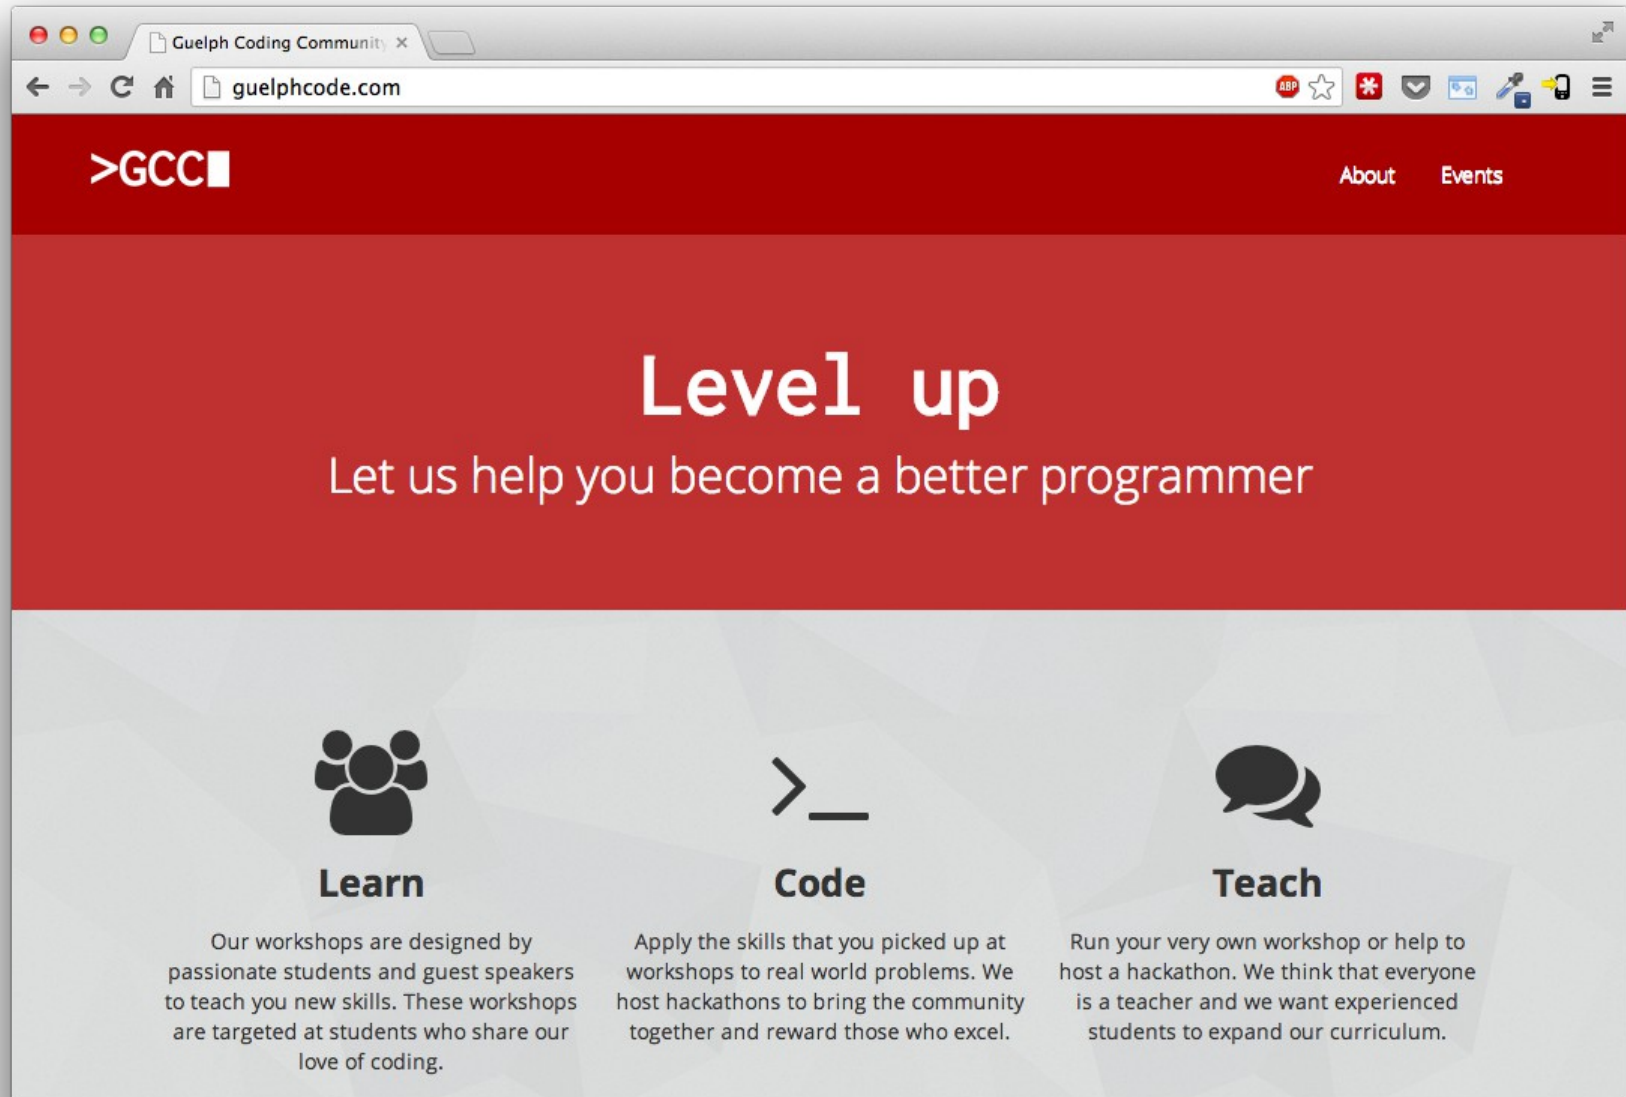 Guelph Coding Community
guelphcode.com
ABP
>GCC
About
Events
Level up
Let us help you become a better programmer
>_
Learn
Our workshops are designed by
passionate students and guest speakers
to teach you new skills. These workshops
are targeted at students who share our
love of coding.
Code
Apply the skills that you picked up at
workshops to real world problems. We
host hackathons to bring the community
together and reward those who excel.
Teach
Run your very own workshop or help to
host a hackathon. We think that everyone
is a teacher and we want experienced
students to expand our curriculum.